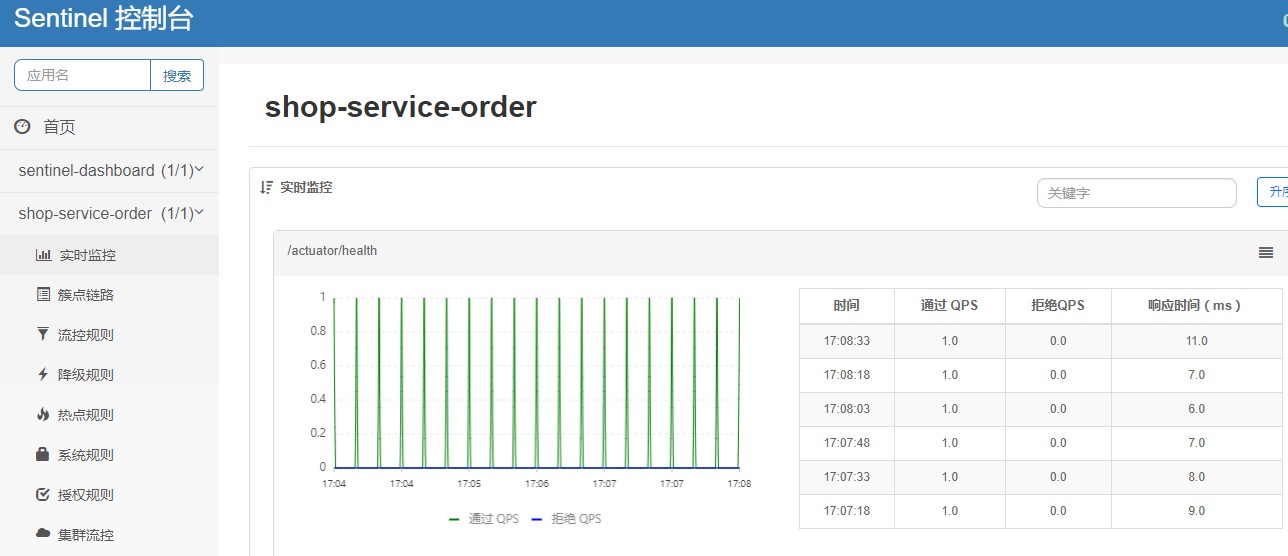 Sentinel 控制台
应用名
搜索
首页
sentinel-dashboard (1/1)
shop-service-order (1/1)
实时监控
簇点链路
流控规则
降级规则
热点规则
系统规则
授权规则
集群流控
shop-service-order
实时监控
关键字
升序
/actuator/health
1
0.8
0.6
0.4
0.2
0
17:04 17:04 17:05 17:06 17:07 17:07 17:08
通过 QPS 拒绝 QPS
时间 通过 QPS 拒绝QPS 响应时间（ms）
17:08:33 1.0 0.0 11.0
17:08:18 1.0 0.0 7.0
17:08:03 1.0 0.0 6.0
17:07:48 1.0 0.0 7.0
17:07:33 1.0 0.0 8.0
17:07:18 1.0 0.0 9.0